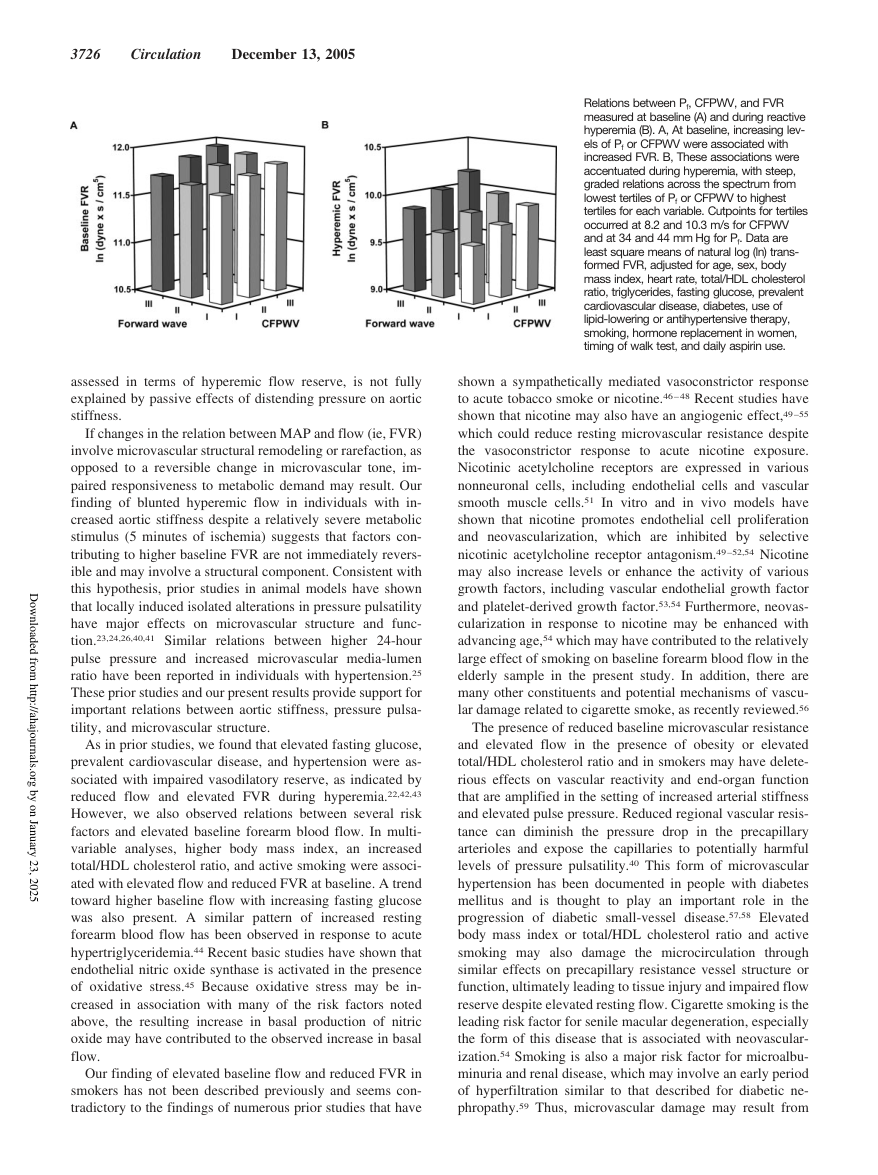 3726 Circulation December 13, 2005
A
12.0
11.5
11.0
10.5
Baseline FVR
ln (dyne x s / cm⁵)
III
II
I
I
II
III
Forward wave
CFPWV
B
10.5
10.0
9.5
9.0
Hyperemic FVR
ln (dyne x s / cm⁵)
III
II
I
I
II
III
Forward wave
CFPWV
Relations between Pf, CFPWV, and FVR
measured at baseline (A) and during reactive
hyperemia (B). A, At baseline, increasing lev-
els of Pf or CFPWV were associated with
increased FVR. B, These associations were
accentuated during hyperemia, with steep,
graded relations across the spectrum from
lowest tertiles of Pf or CFPWV to highest
tertiles for each variable. Cutpoints for tertiles
occurred at 8.2 and 10.3 m/s for CFPWV
and at 34 and 44 mm Hg for Pf. Data are
least square means of natural log (ln) trans-
formed FVR, adjusted for age, sex, body
mass index, heart rate, total/HDL cholesterol
ratio, triglycerides, fasting glucose, prevalent
cardiovascular disease, diabetes, use of
lipid-lowering or antihypertensive therapy,
smoking, hormone replacement in women,
timing of walk test, and daily aspirin use.
assessed in terms of hyperemic flow reserve, is not fully
explained by passive effects of distending pressure on aortic
stiffness.
If changes in the relation between MAP and flow (ie, FVR)
involve microvascular structural remodeling or rarefaction, as
opposed to a reversible change in microvascular tone, im-
paired responsiveness to metabolic demand may result. Our
finding of blunted hyperemic flow in individuals with in-
creased aortic stiffness despite a relatively severe metabolic
stimulus (5 minutes of ischemia) suggests that factors con-
tributing to higher baseline FVR are not immediately revers-
ible and may involve a structural component. Consistent with
this hypothesis, prior studies in animal models have shown
that locally induced isolated alterations in pressure pulsatility
have major effects on microvascular structure and func-
tion.23,24,26,40,41 Similar relations between higher 24-hour
pulse pressure and increased microvascular media-lumen
ratio have been reported in individuals with hypertension.25
These prior studies and our present results provide support for
important relations between aortic stiffness, pressure pulsa-
tility, and microvascular structure.
As in prior studies, we found that elevated fasting glucose,
prevalent cardiovascular disease, and hypertension were as-
sociated with impaired vasodilatory reserve, as indicated by
reduced flow and elevated FVR during hyperemia.22,42,43
However, we also observed relations between several risk
factors and elevated baseline forearm blood flow. In multi-
variable analyses, higher body mass index, an increased
total/HDL cholesterol ratio, and active smoking were associ-
ated with elevated flow and reduced FVR at baseline. A trend
toward higher baseline flow with increasing fasting glucose
was also present. A similar pattern of increased resting
forearm blood flow has been observed in response to acute
hypertriglyceridemia.44 Recent basic studies have shown that
endothelial nitric oxide synthase is activated in the presence
of oxidative stress.45 Because oxidative stress may be in-
creased in association with many of the risk factors noted
above, the resulting increase in basal production of nitric
oxide may have contributed to the observed increase in basal
flow.
Our finding of elevated baseline flow and reduced FVR in
smokers has not been described previously and seems con-
tradictory to the findings of numerous prior studies that have
shown a sympathetically mediated vasoconstrictor response
to acute tobacco smoke or nicotine.46–48 Recent studies have
shown that nicotine may also have an angiogenic effect,49–55
which could reduce resting microvascular resistance despite
the vasoconstrictor response to acute nicotine exposure.
Nicotinic acetylcholine receptors are expressed in various
nonneuronal cells, including endothelial cells and vascular
smooth muscle cells.51 In vitro and in vivo models have
shown that nicotine promotes endothelial cell proliferation
and neovascularization, which are inhibited by selective
nicotinic acetylcholine receptor antagonism.49–52,54 Nicotine
may also increase levels or enhance the activity of various
growth factors, including vascular endothelial growth factor
and platelet-derived growth factor.53,54 Furthermore, neovas-
cularization in response to nicotine may be enhanced with
advancing age,54 which may have contributed to the relatively
large effect of smoking on baseline forearm blood flow in the
elderly sample in the present study. In addition, there are
many other constituents and potential mechanisms of vascu-
lar damage related to cigarette smoke, as recently reviewed.56
The presence of reduced baseline microvascular resistance
and elevated flow in the presence of obesity or elevated
total/HDL cholesterol ratio and in smokers may have delete-
rious effects on vascular reactivity and end-organ function
that are amplified in the setting of increased arterial stiffness
and elevated pulse pressure. Reduced regional vascular resis-
tance can diminish the pressure drop in the precapillary
arterioles and expose the capillaries to potentially harmful
levels of pressure pulsatility.40 This form of microvascular
hypertension has been documented in people with diabetes
mellitus and is thought to play an important role in the
progression of diabetic small-vessel disease.57,58 Elevated
body mass index or total/HDL cholesterol ratio and active
smoking may also damage the microcirculation through
similar effects on precapillary resistance vessel structure or
function, ultimately leading to tissue injury and impaired flow
reserve despite elevated resting flow. Cigarette smoking is the
leading risk factor for senile macular degeneration, especially
the form of this disease that is associated with neovascular-
ization.54 Smoking is also a major risk factor for microalbu-
minuria and renal disease, which may involve an early period
of hyperfiltration similar to that described for diabetic ne-
phropathy.59 Thus, microvascular damage may result from
Downloaded from http://ahajournals.org by on January 23, 2025